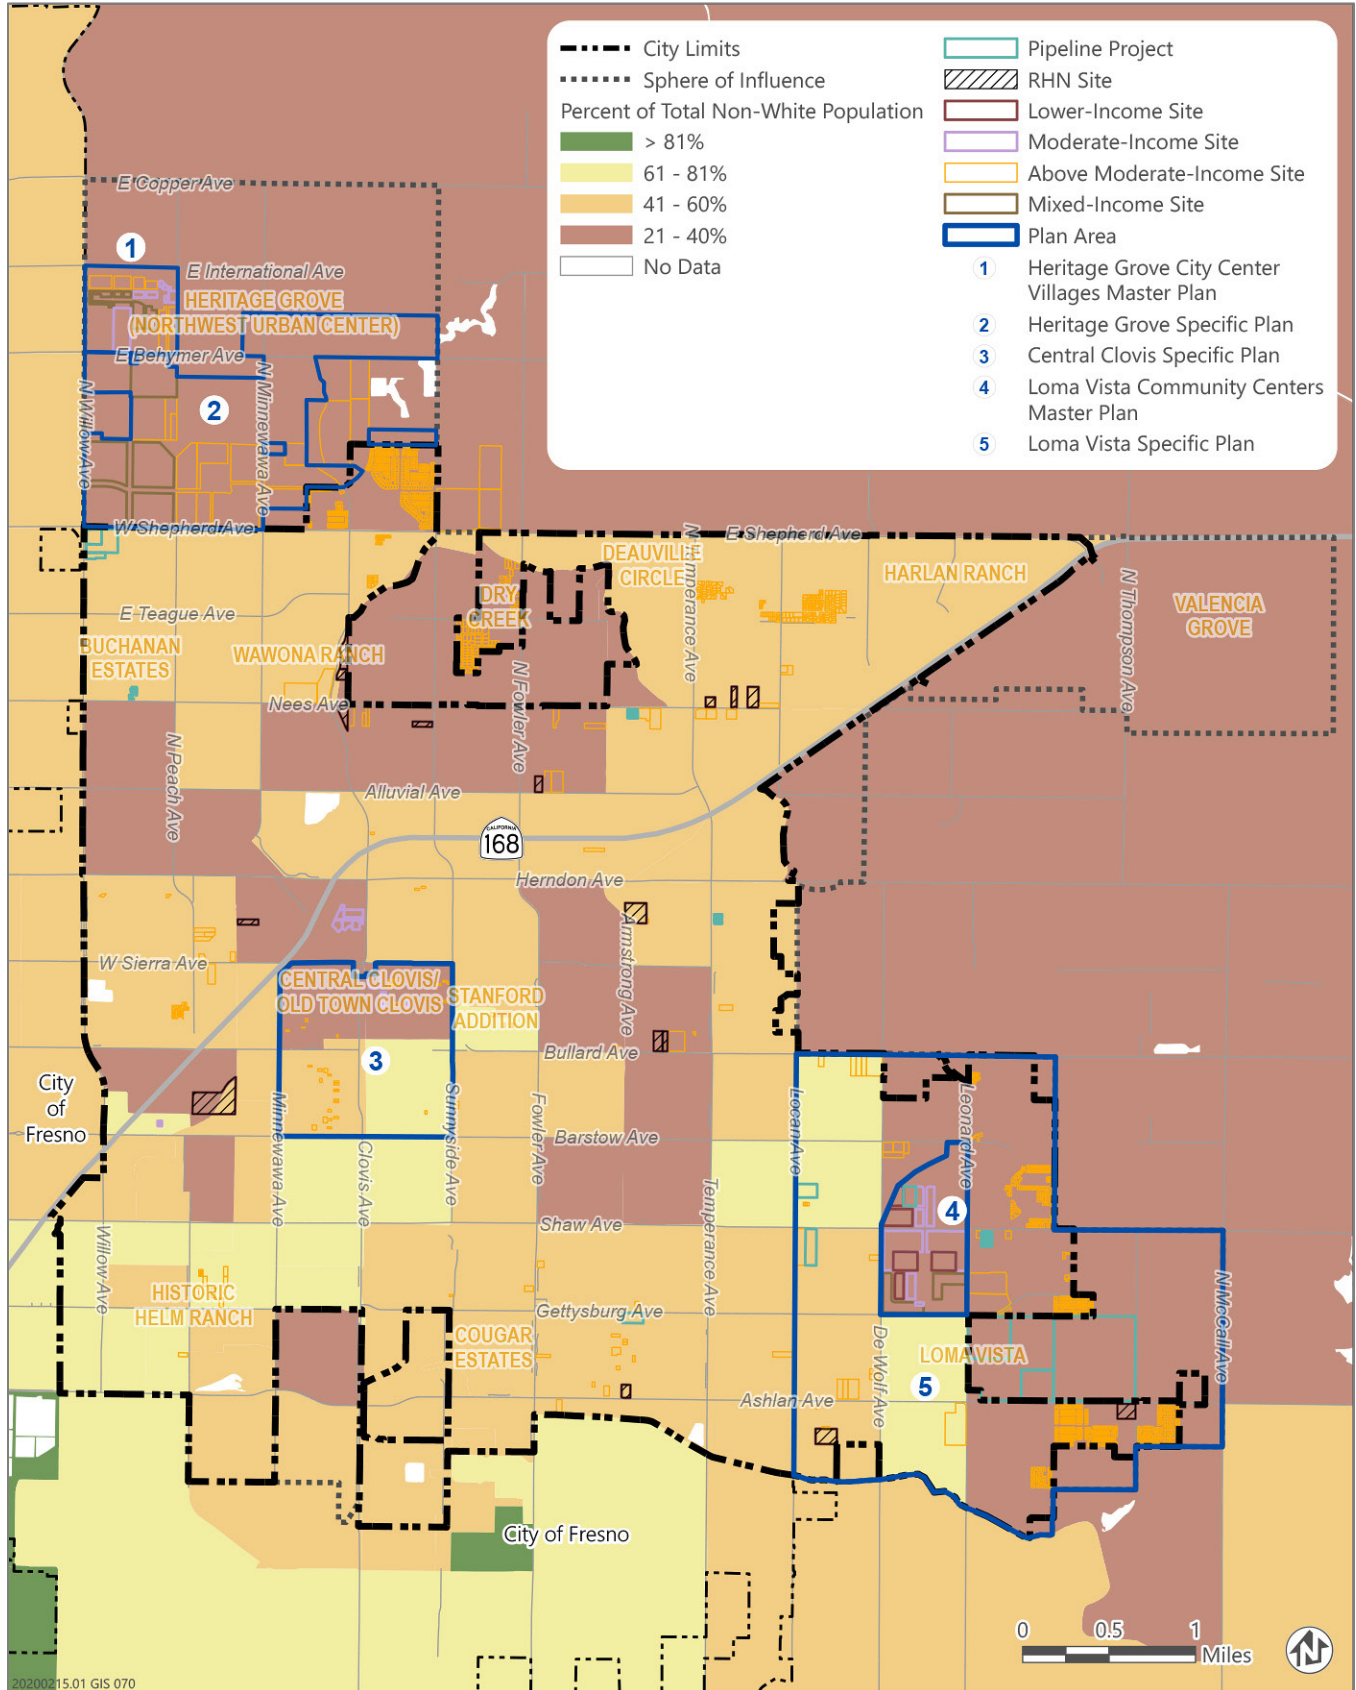 City Limits
Sphere of Influence
Percent of Total Non-White Population
> 81%
61 - 81%
41 - 60%
21 - 40%
No Data
Pipeline Project
RHN Site
Lower-Income Site
Moderate-Income Site
Above Moderate-Income Site
Mixed-Income Site
Plan Area
1 Heritage Grove City Center
Villages Master Plan
2 Heritage Grove Specific Plan
3 Central Clovis Specific Plan
4 Loma Vista Community Centers
Master Plan
5 Loma Vista Specific Plan
E Copper Ave
1
E International Ave
HERITAGE GROVE
(NORTHWEST URBAN CENTER)
E Behymer Ave
N Willow Ave
2
N Minnewawa Ave
W Shepherd Ave
E Shepherd Ave
DEAUVILLE
CIRCLE
N Temperance Ave
HARLAN RANCH
N Thompson Ave
VALENCIA
GROVE
DRY
CREEK
E Teague Ave
BUCHANAN
ESTATES
WAWONA RANCH
Nees Ave
N Fowler Ave
N Peach Ave
Alluvial Ave
CALIFORNIA
168
Herndon Ave
Armstrong Ave
W Sierra Ave
CENTRAL CLOVIS/
OLD TOWN CLOVIS
STANFORD
ADDITION
3
Bullard Ave
City
of
Fresno
Minnewawa Ave
Clovis Ave
Sunnyside Ave
Fowler Ave
Barstow Ave
Locan Ave
Leonard Ave
4
Temperance Ave
Shaw Ave
Willow Ave
HISTORIC
HELM RANCH
Gettysburg Ave
COUGAR
ESTATES
De Wolf Ave
LOMA VISTA
5
N McCall Ave
Ashlan Ave
City of Fresno
0 0.5 1
Miles
N
20200215.01 GIS 070